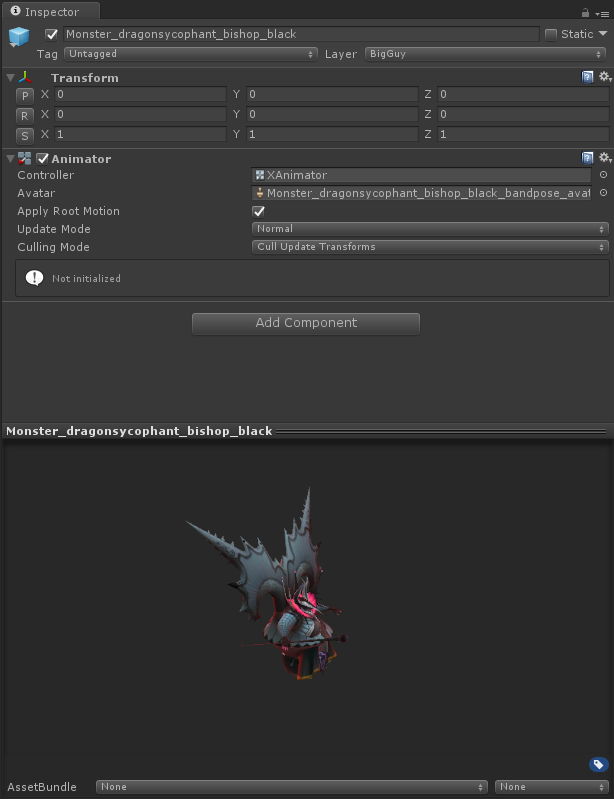 Inspector
Monster_dragonsycophant_bishop_black Static
Tag Untagged Layer BigGuy
Transform
P X 0 Y 0 Z 0
R X 0 Y 0 Z 0
S X 1 Y 1 Z 1
Animator
Controller XAnimator
Avatar Monster_dragonsycophant_bishop_black_bandpose_avat
Apply Root Motion
Update Mode Normal
Culling Mode Cull Update Transforms
Not initialized
Add Component
Monster_dragonsycophant_bishop_black
AssetBundle None None